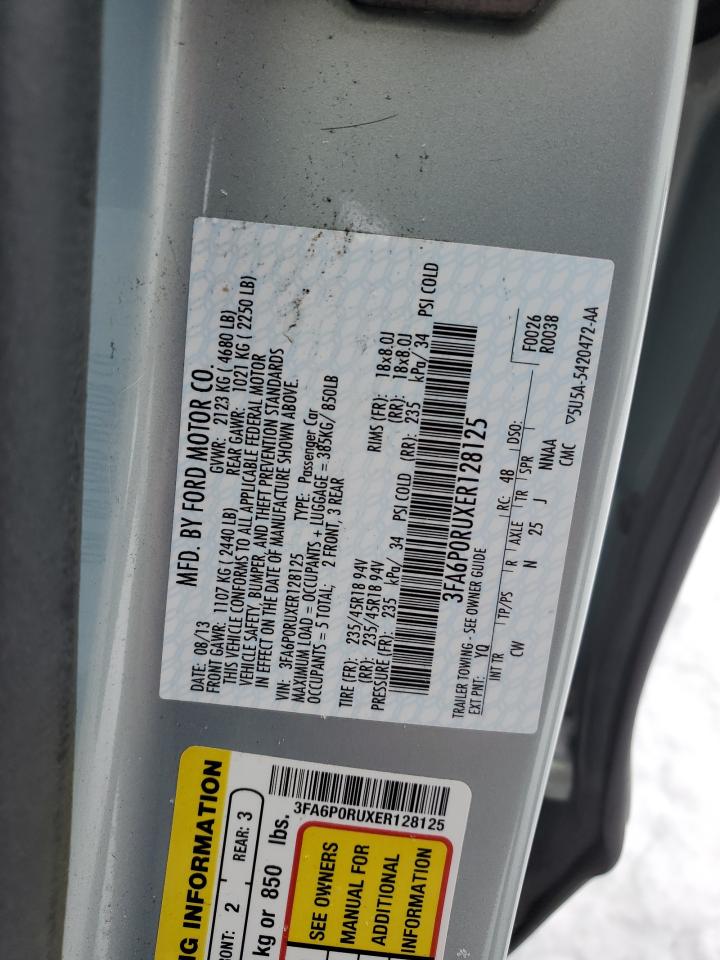 MFD. BY FORD MOTOR CO.
DATE: 08/13 GVWR: 2123 KG ( 4680 LB)
FRONT GAWR: 1107 KG ( 2440 LB) REAR GAWR: 1021 KG ( 2250 LB)
THIS VEHICLE CONFORMS TO ALL APPLICABLE FEDERAL MOTOR
VEHICLE SAFETY, BUMPER, AND THEFT PREVENTION STANDARDS
IN EFFECT ON THE DATE OF MANUFACTURE SHOWN ABOVE.
VIN: 3FA6P0RUXER128125 TYPE: Passenger Car
MAXIMUM LOAD = OCCUPANTS + LUGGAGE = 385KG/ 850LB
OCCUPANTS = 5 TOTAL; 2 FRONT, 3 REAR
TIRE (FR): 235/45R18 94V RIMS (FR): 18x8.0J
(RR): 235/45R18 94V (RR): 18x8.0J
PRESSURE (FR): 235 kPa/ 34 PSI COLD (RR): 235 kPa/ 34 PSI COLD
3FA6P0RUXER128125
TRAILER TOWING - SEE OWNER GUIDE
EXT PNT: TQ RC: 48 DSO: F0026
INT TR TP/PS R AXLE TR SPR R0038
CW N 25 J NNAA
CMC ▽5U5A-5420472-AA
NG INFORMATION
ONT: 2 REAR: 3
kg or 850 lbs.
3FA6P0RUXER128125
SEE OWNERS
MANUAL FOR
ADDITIONAL
INFORMATION